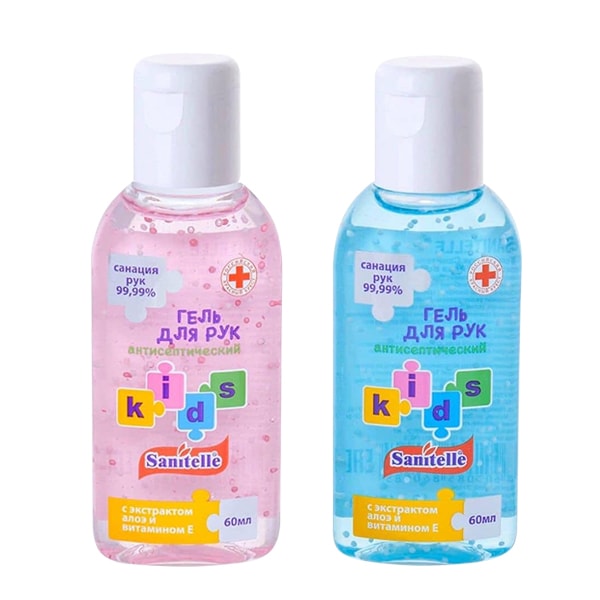 санация
рук
99,99%
ГЕЛЬ
ДЛЯ РУК
антисептический
kids
Sanitelle®
с экстрактом
алоэ и
витамином Е
60мл
санация
рук
99,99%
ГЕЛЬ
ДЛЯ РУК
антисептический
kids
Sanitelle®
с экстрактом
алоэ и
витамином Е
60мл
SANITELLE